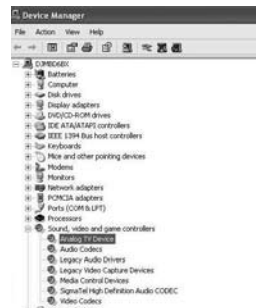 Device Manager
File Action View Help
DJMBD6BX
Batteries
Computer
Disk drives
Display adapters
DVD/CD-ROM drives
IDE ATA/ATAPI controllers
IEEE 1394 Bus host controllers
Keyboards
Mice and other pointing devices
Modems
Monitors
Network adapters
PCMCIA adapters
Ports (COM & LPT)
Processors
Sound, video and game controllers
Analog TV Device
Audio Codecs
Legacy Audio Drivers
Legacy Video Capture Devices
Media Control Devices
SigmaTel High Definition Audio CODEC
Video Codecs